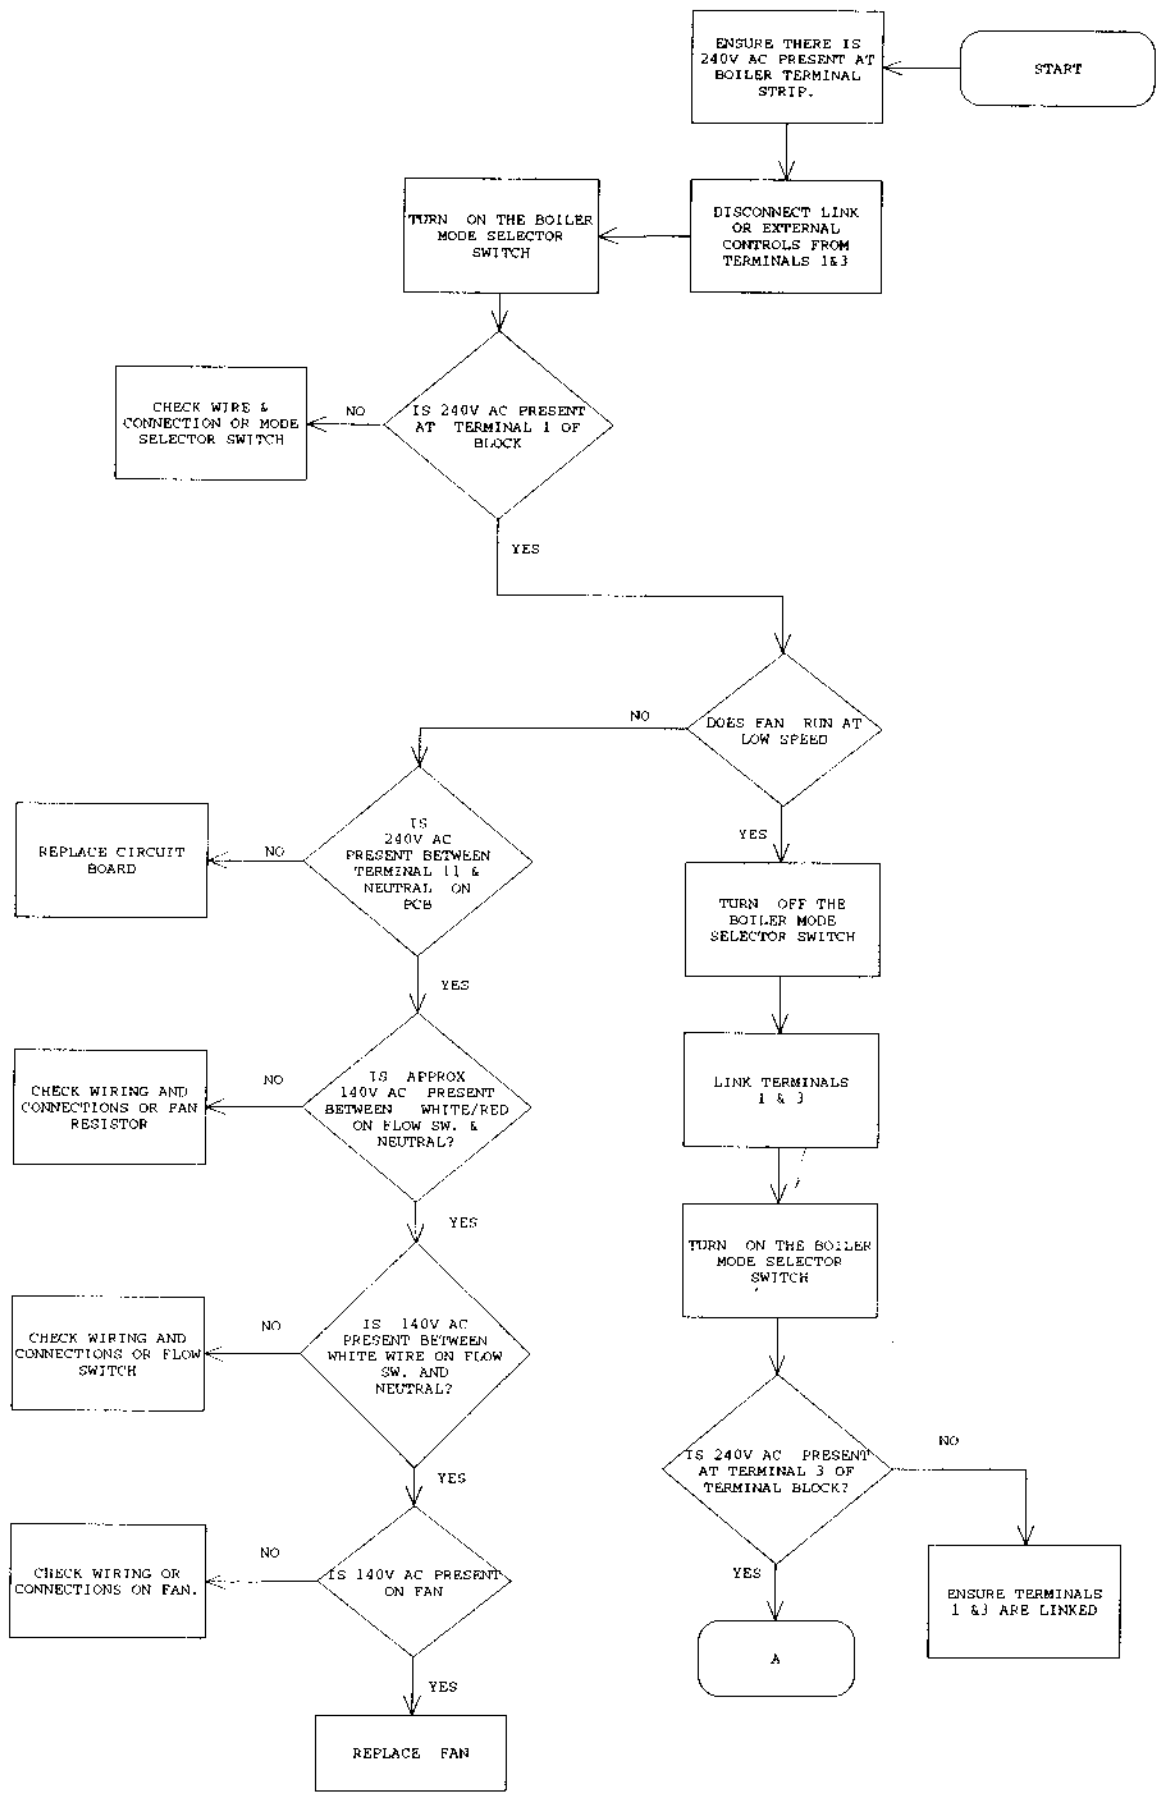 START
ENSURE THERE IS
240V AC PRESENT AT
BOILER TERMINAL
STRIP.
DISCONNECT LINK
OR EXTERNAL
CONTROLS FROM
TERMINALS 1&3
TURN ON THE BOILER
MODE SELECTOR
SWITCH
IS 240V AC PRESENT
AT TERMINAL 1 OF
BLOCK
NO
CHECK WIRE &
CONNECTION OR MODE
SELECTOR SWITCH
YES
DOES FAN RUN AT
LOW SPEED
NO
IS
240V AC
PRESENT BETWEEN
TERMINAL 11 &
NEUTRAL ON
PCB
NO
REPLACE CIRCUIT
BOARD
YES
IS APPROX
140V AC PRESENT
BETWEEN WHITE/RED
ON FLOW SW. &
NEUTRAL?
NO
CHECK WIRING AND
CONNECTIONS OR FAN
RESISTOR
YES
IS 140V AC
PRESENT BETWEEN
WHITE WIRE ON FLOW
SW. AND
NEUTRAL?
NO
CHECK WIRING AND
CONNECTIONS OR FLOW
SWITCH
YES
IS 140V AC PRESENT
ON FAN
NO
CHECK WIRING OR
CONNECTIONS ON FAN.
YES
REPLACE FAN
YES
TURN OFF THE
BOILER MODE
SELECTOR SWITCH
LINK TERMINALS
1 & 3
TURN ON THE BOILER
MODE SELECTOR
SWITCH
IS 240V AC PRESENT
AT TERMINAL 3 OF
TERMINAL BLOCK?
NO
ENSURE TERMINALS
1 &3 ARE LINKED
YES
A